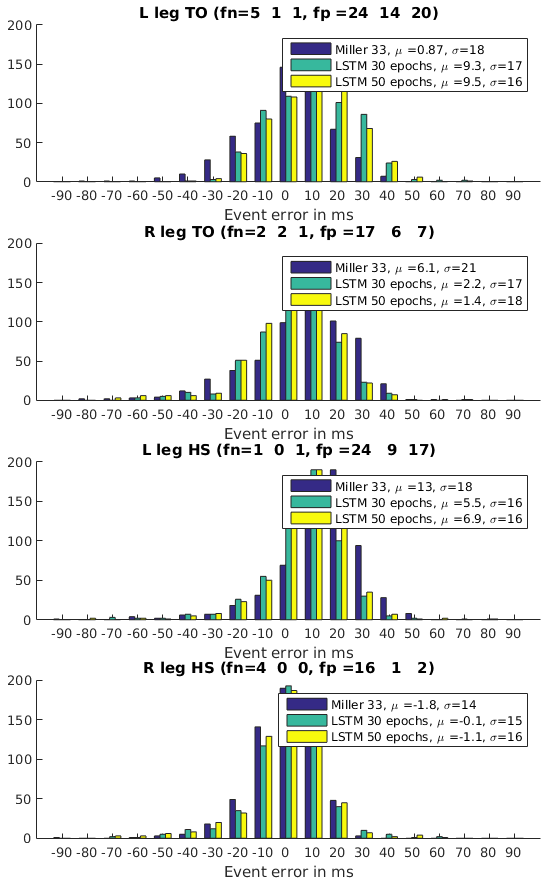 L leg TO (fn=5 1 1, fp =24 14 20)
200
150
100
50
0
Miller 33, μ =0.87, σ=18
LSTM 30 epochs, μ =9.3, σ=17
LSTM 50 epochs, μ =9.5, σ=16
-90 -80 -70 -60 -50 -40 -30 -20 -10 0 10 20 30 40 50 60 70 80 90
Event error in ms
R leg TO (fn=2 2 1, fp =17 6 7)
200
150
100
50
0
Miller 33, μ =6.1, σ=21
LSTM 30 epochs, μ =2.2, σ=17
LSTM 50 epochs, μ =1.4, σ=18
-90 -80 -70 -60 -50 -40 -30 -20 -10 0 10 20 30 40 50 60 70 80 90
Event error in ms
L leg HS (fn=1 0 1, fp =24 9 17)
200
150
100
50
0
Miller 33, μ =13, σ=18
LSTM 30 epochs, μ =5.5, σ=16
LSTM 50 epochs, μ =6.9, σ=16
-90 -80 -70 -60 -50 -40 -30 -20 -10 0 10 20 30 40 50 60 70 80 90
Event error in ms
R leg HS (fn=4 0 0, fp =16 1 2)
200
150
100
50
0
Miller 33, μ =-1.8, σ=14
LSTM 30 epochs, μ =-0.1, σ=15
LSTM 50 epochs, μ =-1.1, σ=16
-90 -80 -70 -60 -50 -40 -30 -20 -10 0 10 20 30 40 50 60 70 80 90
Event error in ms